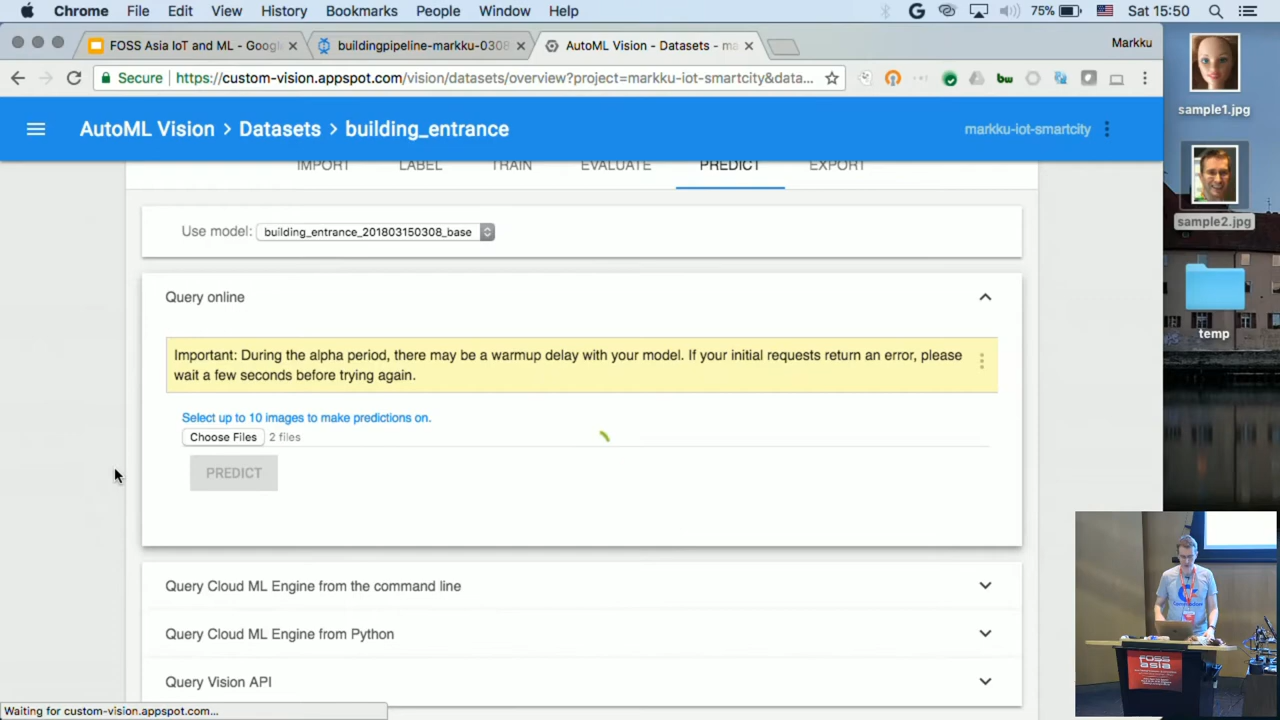 Chrome File Edit View History Bookmarks People Window Help 75% Sat 15:50
FOSS Asia IoT and ML - Googl
buildingpipeline-markku-0308
AutoML Vision - Datasets - ma
Markku
Secure https://custom-vision.appspot.com/vision/datasets/overview?project=markku-iot-smartcity&data...
bw
sample1.jpg
AutoML Vision > Datasets > building_entrance
markku-iot-smartcity
IMPORT LABEL TRAIN EVALUATE PREDICT EXPORT
sample2.jpg
Use model: building_entrance_201803150308_base
Query online
temp
Important: During the alpha period, there may be a warmup delay with your model. If your initial requests return an error, please
wait a few seconds before trying again.
Select up to 10 images to make predictions on.
Choose Files 2 files
PREDICT
Query Cloud ML Engine from the command line
Query Cloud ML Engine from Python
Query Vision API
Waiting for custom-vision.appspot.com...
Commodore
FOSS
ASIA